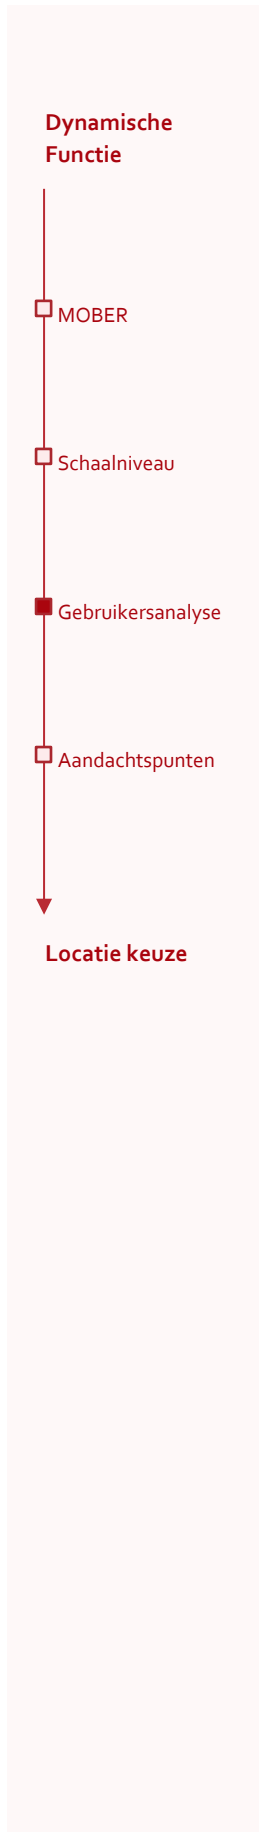 Dynamische
Functie
MOBER
Schaalniveau
Gebruikersanalyse
Aandachtspunten
Locatie keuze